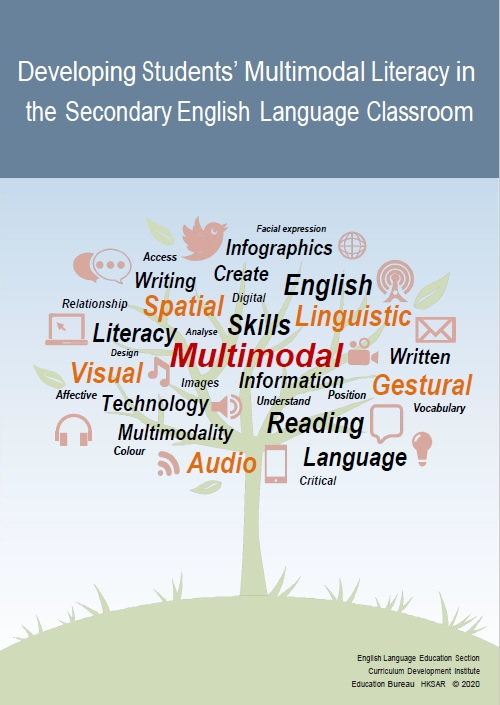 Developing Students' Multimodal Literacy in
the Secondary English Language Classroom
Facial expression
Access Infographics
Writing Create English
Relationship Spatial Digital Linguistic
Literacy Analyse Skills
Design Multimodal Written
Visual Images Information Gestural
Affective Technology Understand Position Vocabulary
Multimodality Reading
Colour Audio Language
Critical
English Language Education Section
Curriculum Development Institute
Education Bureau HKSAR © 2020